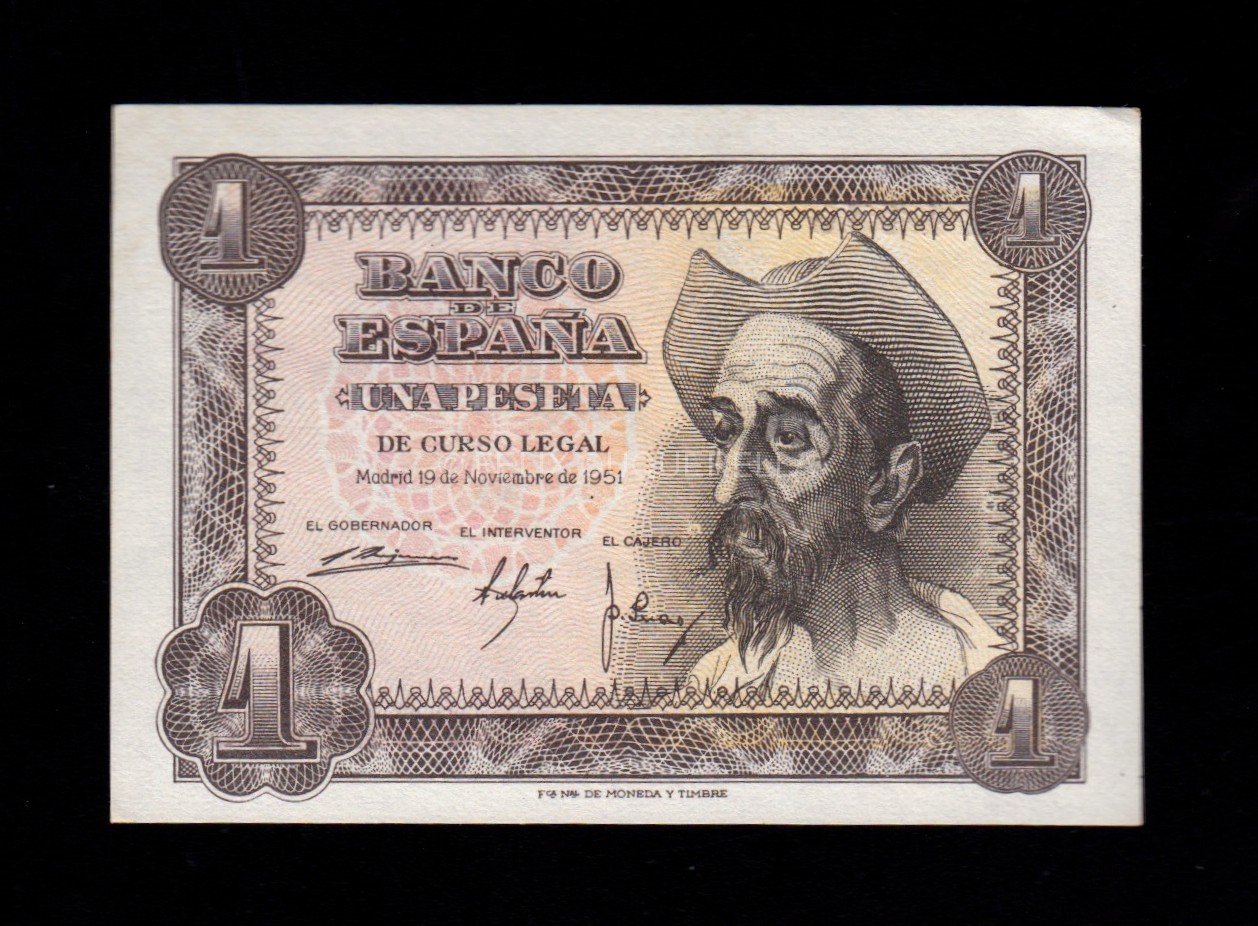 1
1
BANCO
DE
ESPAÑA
UNA PESETA
DE CURSO LEGAL
Madrid 19 de Noviembre de 1951
EL GOBERNADOR
EL INTERVENTOR
EL CAJERO
1
1
Fca. Nal. DE MONEDA Y TIMBRE